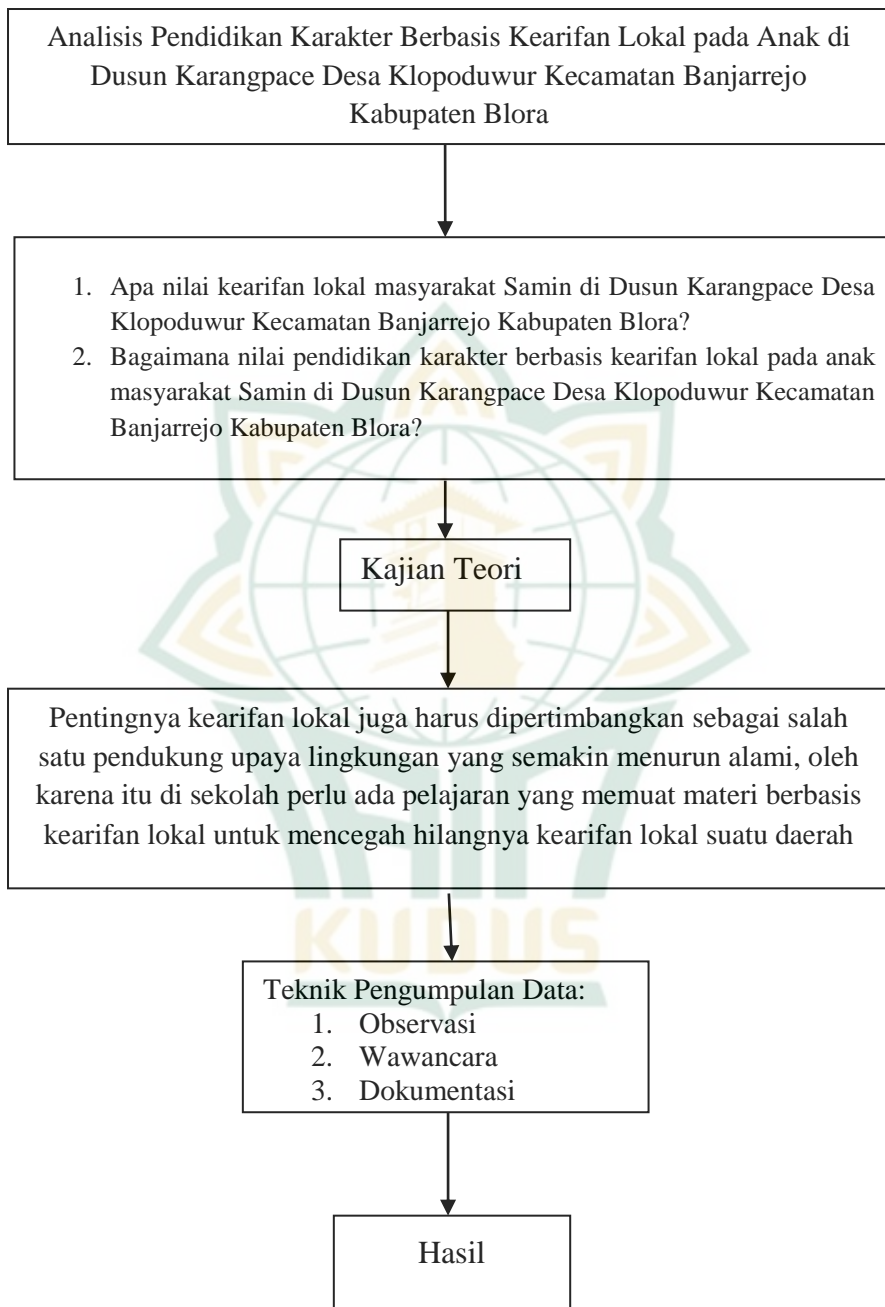 Analisis Pendidikan Karakter Berbasis Kearifan Lokal pada Anak di
Dusun Karangpace Desa Klopoduwur Kecamatan Banjarrejo
Kabupaten Blora
1. Apa nilai kearifan lokal masyarakat Samin di Dusun Karangpace Desa
Klopoduwur Kecamatan Banjarrejo Kabupaten Blora?
2. Bagaimana nilai pendidikan karakter berbasis kearifan lokal pada anak
masyarakat Samin di Dusun Karangpace Desa Klopoduwur Kecamatan
Banjarrejo Kabupaten Blora?
Kajian Teori
Pentingnya kearifan lokal juga harus dipertimbangkan sebagai salah
satu pendukung upaya lingkungan yang semakin menurun alami, oleh
karena itu di sekolah perlu ada pelajaran yang memuat materi berbasis
kearifan lokal untuk mencegah hilangnya kearifan lokal suatu daerah
KUDUS
Teknik Pengumpulan Data:
1. Observasi
2. Wawancara
3. Dokumentasi
Hasil